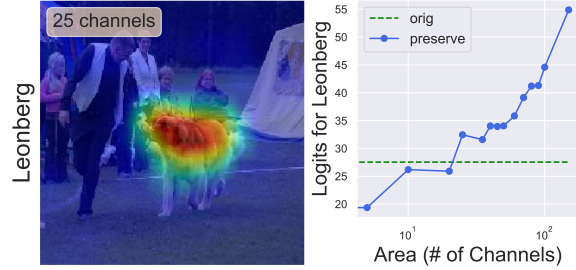 25 channels
Leonberg
Logits for Leonberg
55
50
45
40
35
30
25
20
orig
preserve
10¹
10²
Area (# of Channels)